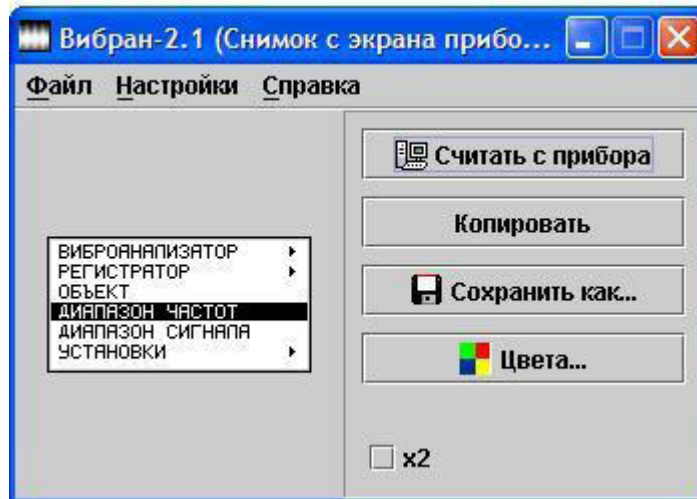 Вибран-2.1 (Снимок с экрана прибо...
Файл Настройки Справка
ВИБРОАНАЛИЗАТОР
РЕГИСТРАТОР
ОБЪЕКТ
ДИАПАЗОН ЧАСТОТ
ДИАПАЗОН СИГНАЛА
УСТАНОВКИ
Считать с прибора
Копировать
Сохранить как...
Цвета...
x2